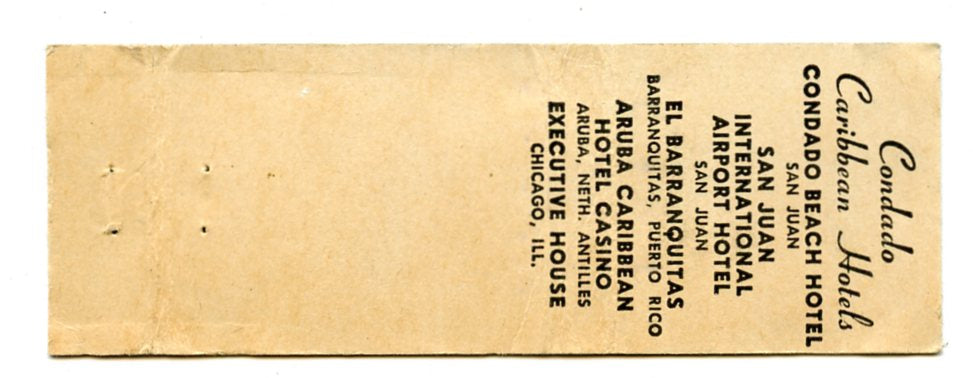 Condado
Caribbean Hotels
CONDADO BEACH HOTEL
SAN JUAN
SAN JUAN
INTERNATIONAL
AIRPORT HOTEL
SAN JUAN
EL BARRANQUITAS
BARRANQUITAS, PUERTO RICO
ARUBA CARIBBEAN
HOTEL CASINO
ARUBA, NETH. ANTILLES
EXECUTIVE HOUSE
CHICAGO, ILL.